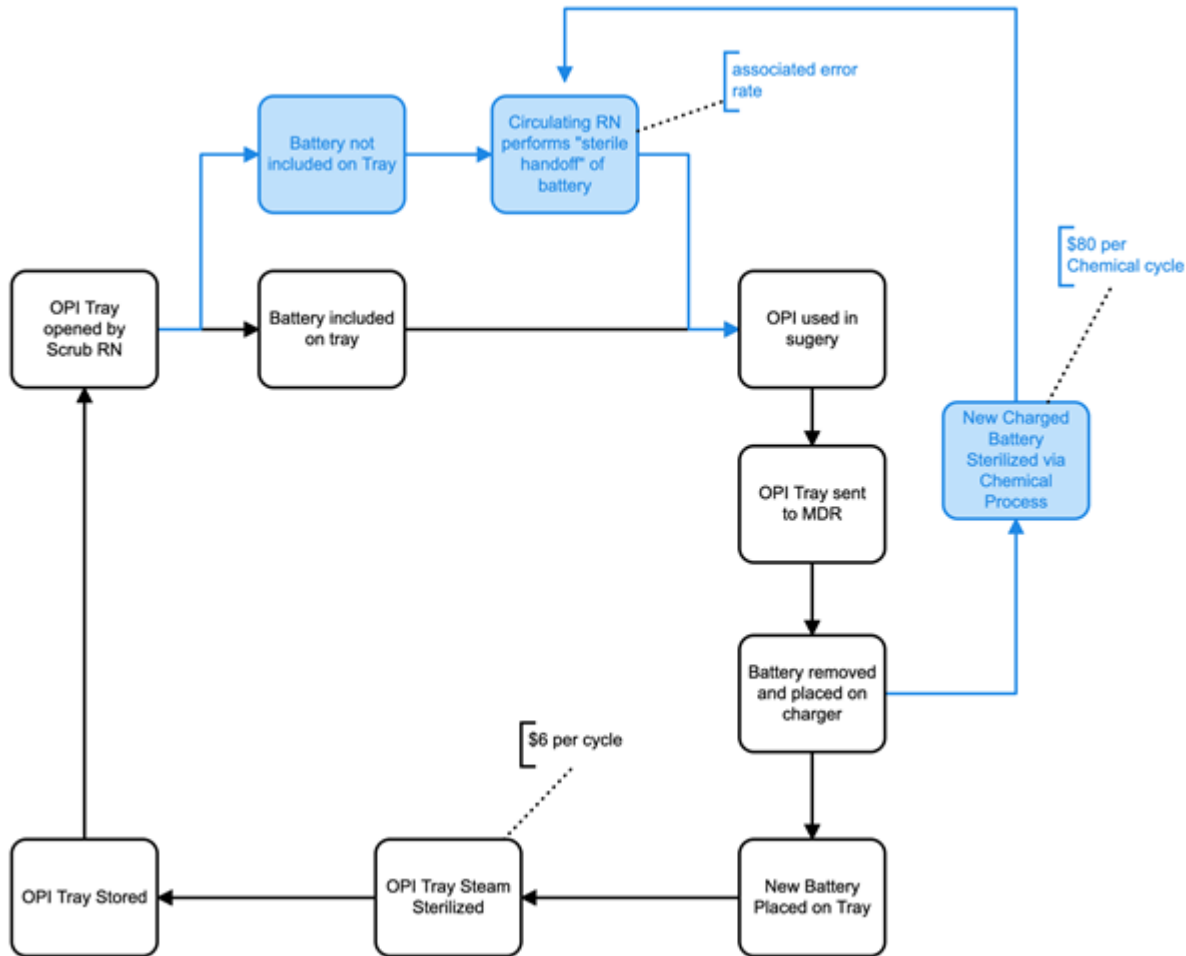 associated error
rate
Battery not
included on Tray
Circulating RN
performs "sterile
handoff" of
battery
$80 per
Chemical cycle
OPI Tray
opened by
Scrub RN
Battery included
on tray
OPI used in
sugery
New Charged
Battery
Sterilized via
Chemical
Process
OPI Tray sent
to MDR
Battery removed
and placed on
charger
$6 per cycle
OPI Tray Stored
OPI Tray Steam
Sterilized
New Battery
Placed on Tray